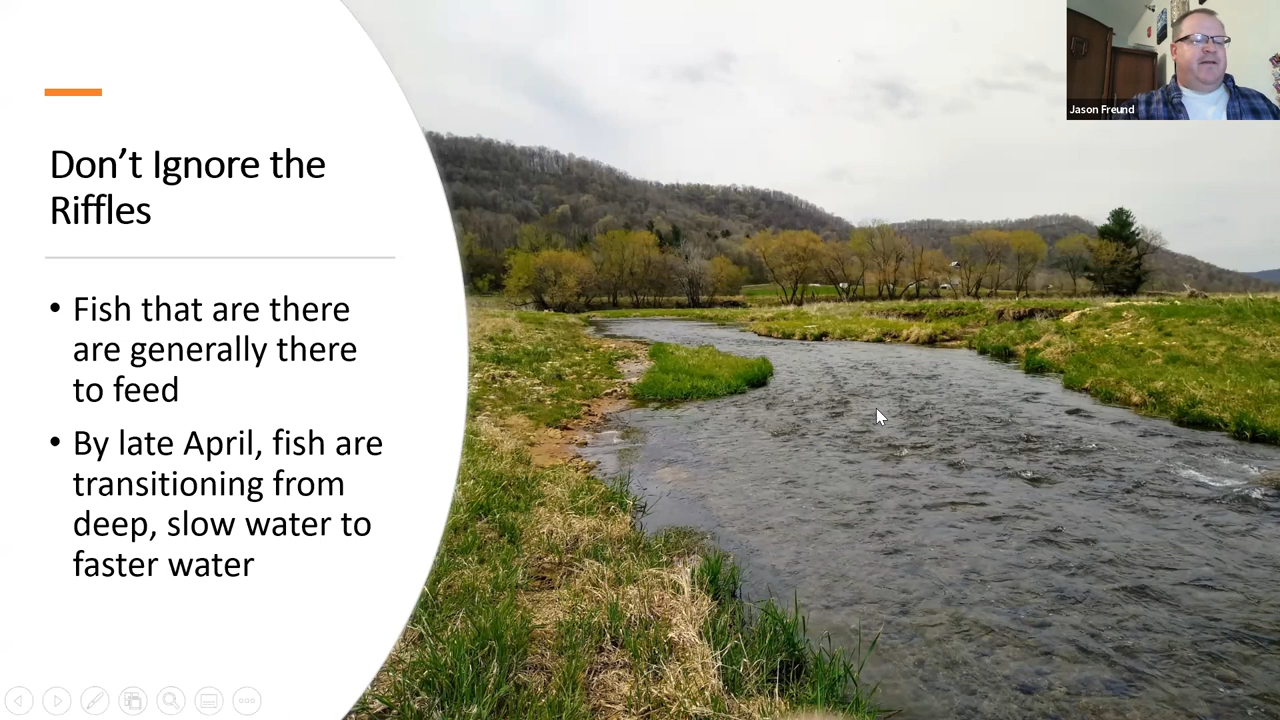 Don't Ignore the
Riffles
• Fish that are there
are generally there
to feed
• By late April, fish are
transitioning from
deep, slow water to
faster water
Jason Freund